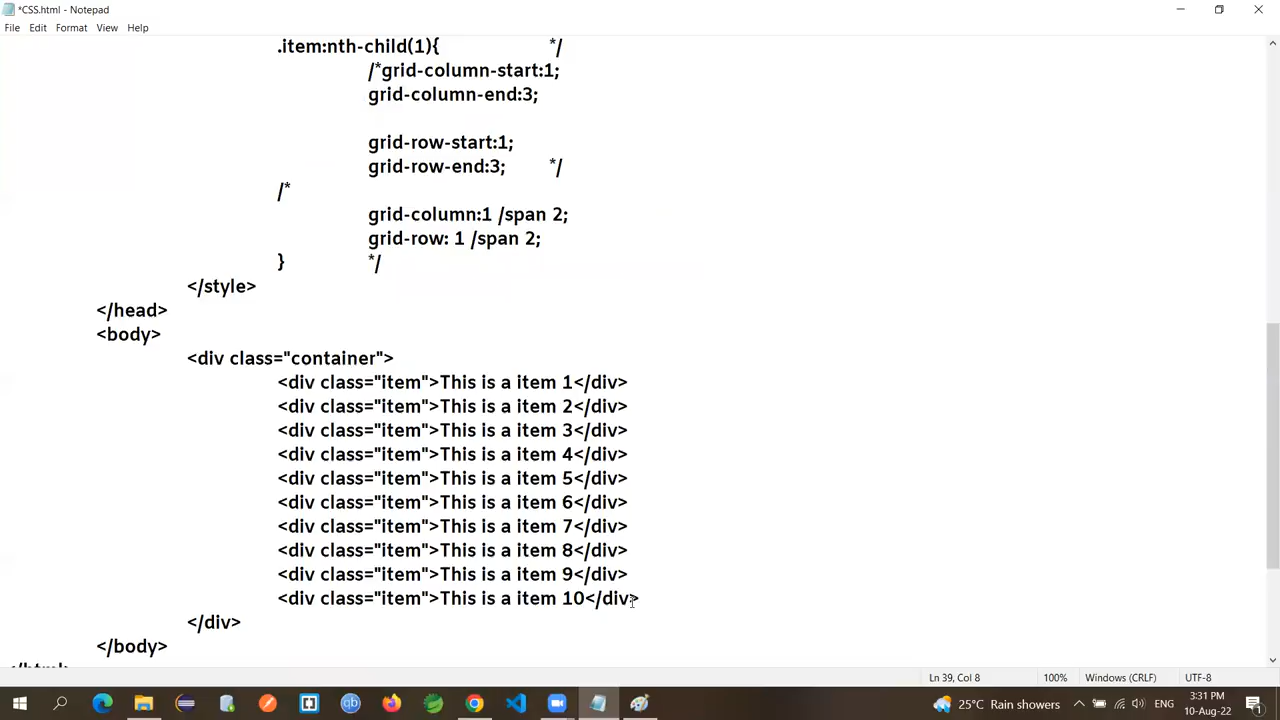 *CSS.html - Notepad
File Edit Format View Help
.item:nth-child(1){ */
/*grid-column-start:1;
grid-column-end:3;
grid-row-start:1;
grid-row-end:3; */
/*
grid-column:1 /span 2;
grid-row: 1 /span 2;
} */
</style>
</head>
<body>
<div class="container">
<div class="item">This is a item 1</div>
<div class="item">This is a item 2</div>
<div class="item">This is a item 3</div>
<div class="item">This is a item 4</div>
<div class="item">This is a item 5</div>
<div class="item">This is a item 6</div>
<div class="item">This is a item 7</div>
<div class="item">This is a item 8</div>
<div class="item">This is a item 9</div>
<div class="item">This is a item 10</div>
</div>
</body>
</html>
Ln 39, Col 8 100% Windows (CRLF) UTF-8
25°C Rain showers ENG 3:31 PM
10-Aug-22